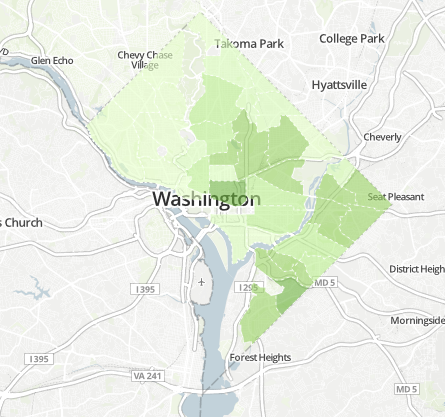 Takoma Park
College Park
Chevy Chase
Village
Glen Echo
Hyattsville
Cheverly
Seat Pleasant
Washington
s Church
District Heigh
I 395
I 295
MD 5
Morningside
I 395
Forest Heights
VA 241
MD 5